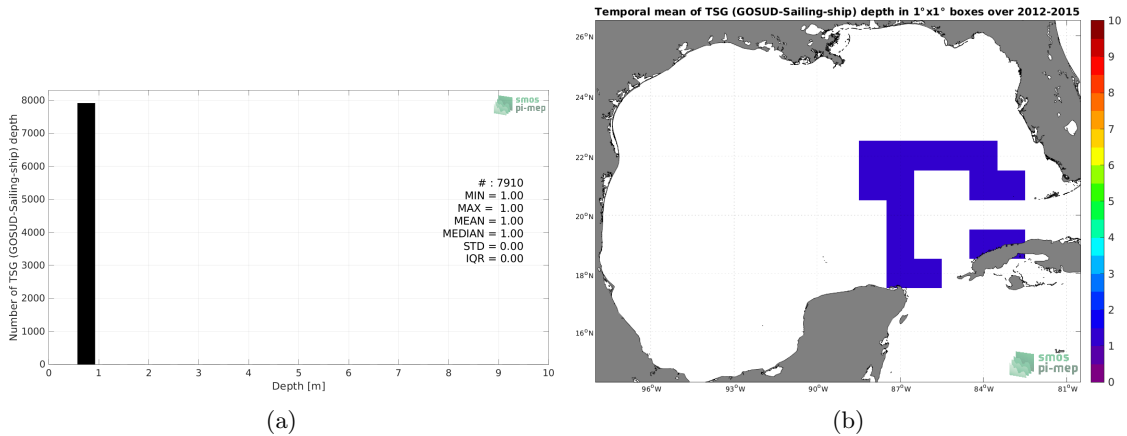 Temporal mean of TSG (GOSUD-Sailing-ship) depth in 1°x1° boxes over 2012-2015
Number of TSG (GOSUD-Sailing-ship) depth
8000
7000
6000
5000
4000
3000
2000
1000
0
smos
pi-mep
# : 7910
MIN = 1.00
MAX = 1.00
MEAN = 1.00
MEDIAN = 1.00
STD = 0.00
IQR = 0.00
0 1 2 3 4 5 6 7 8 9 10
Depth [m]
(a)
26°N
24°N
22°N
20°N
18°N
16°N
96°W 93°W 90°W 87°W 84°W 81°W
smos
pi-mep
10
9
8
7
6
5
4
3
2
1
0
(b)